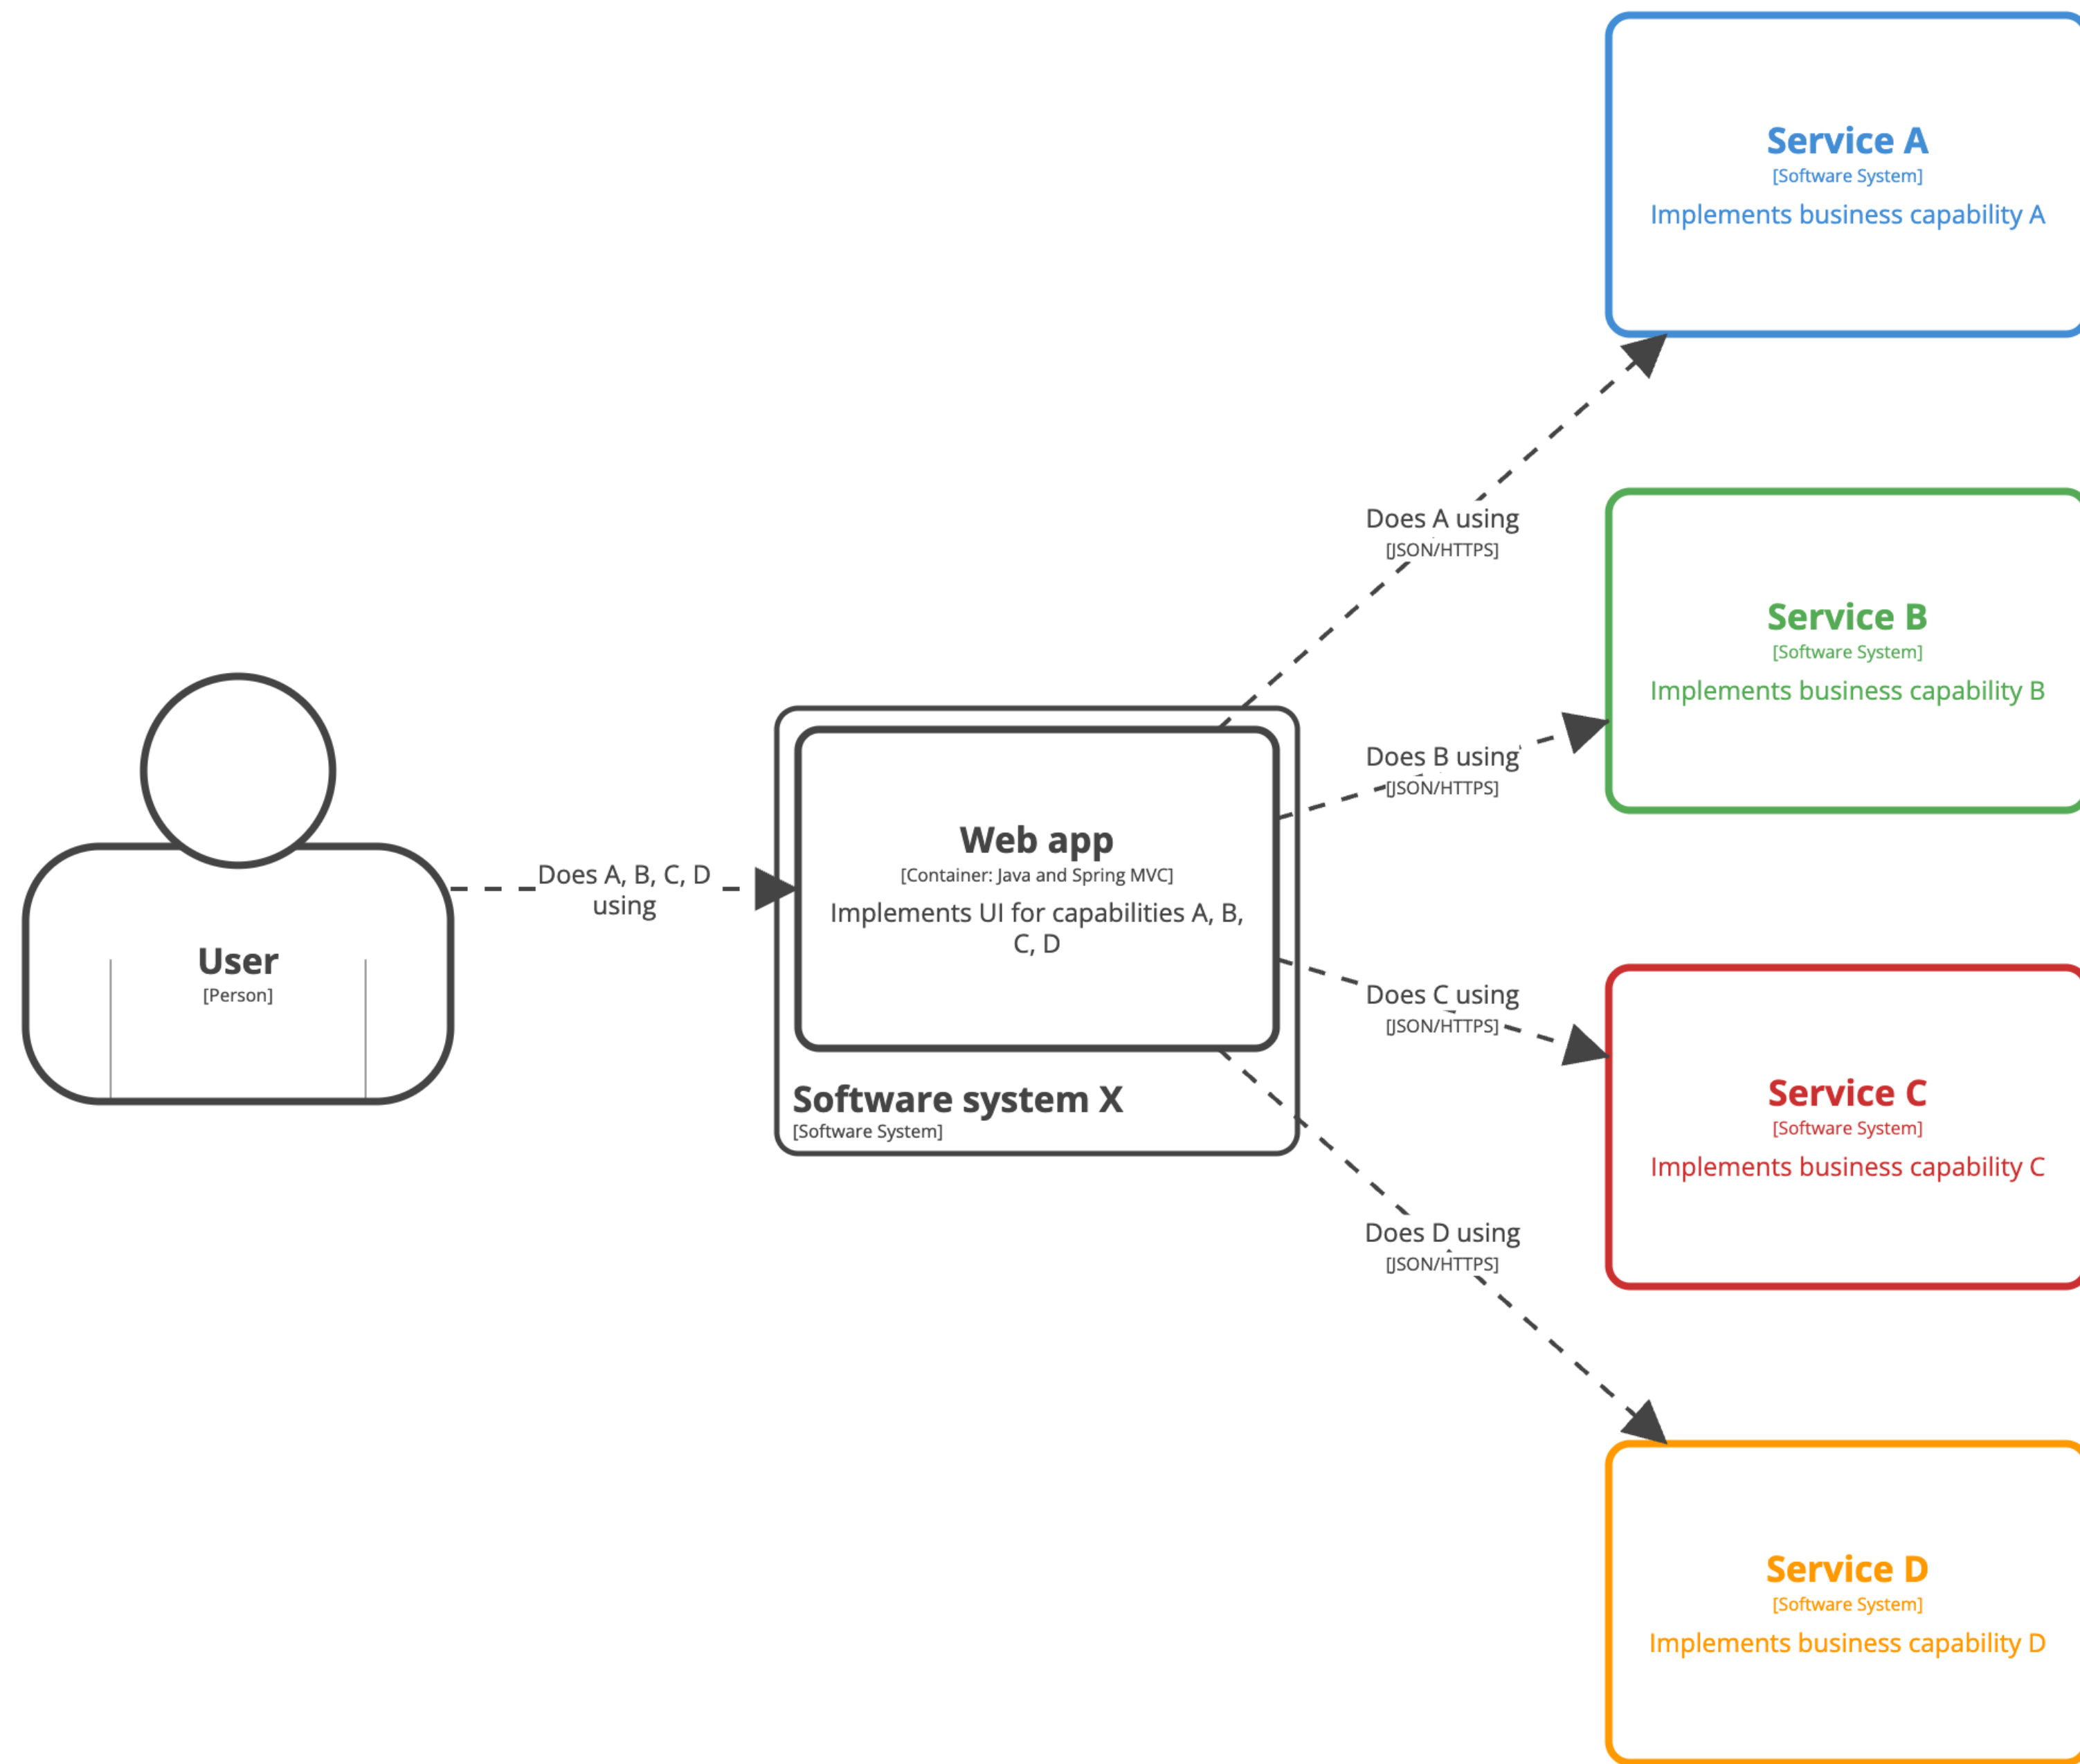 Service A
[Software System]
Implements business capability A
Does A using
[JSON/HTTPS]
Service B
[Software System]
Implements business capability B
Does B using
[JSON/HTTPS]
User
[Person]
Does A, B, C, D
using
Web app
[Container: Java and Spring MVC]
Implements UI for capabilities A, B,
C, D
Software system X
[Software System]
Does C using
[JSON/HTTPS]
Service C
[Software System]
Implements business capability C
Does D using
[JSON/HTTPS]
Service D
[Software System]
Implements business capability D